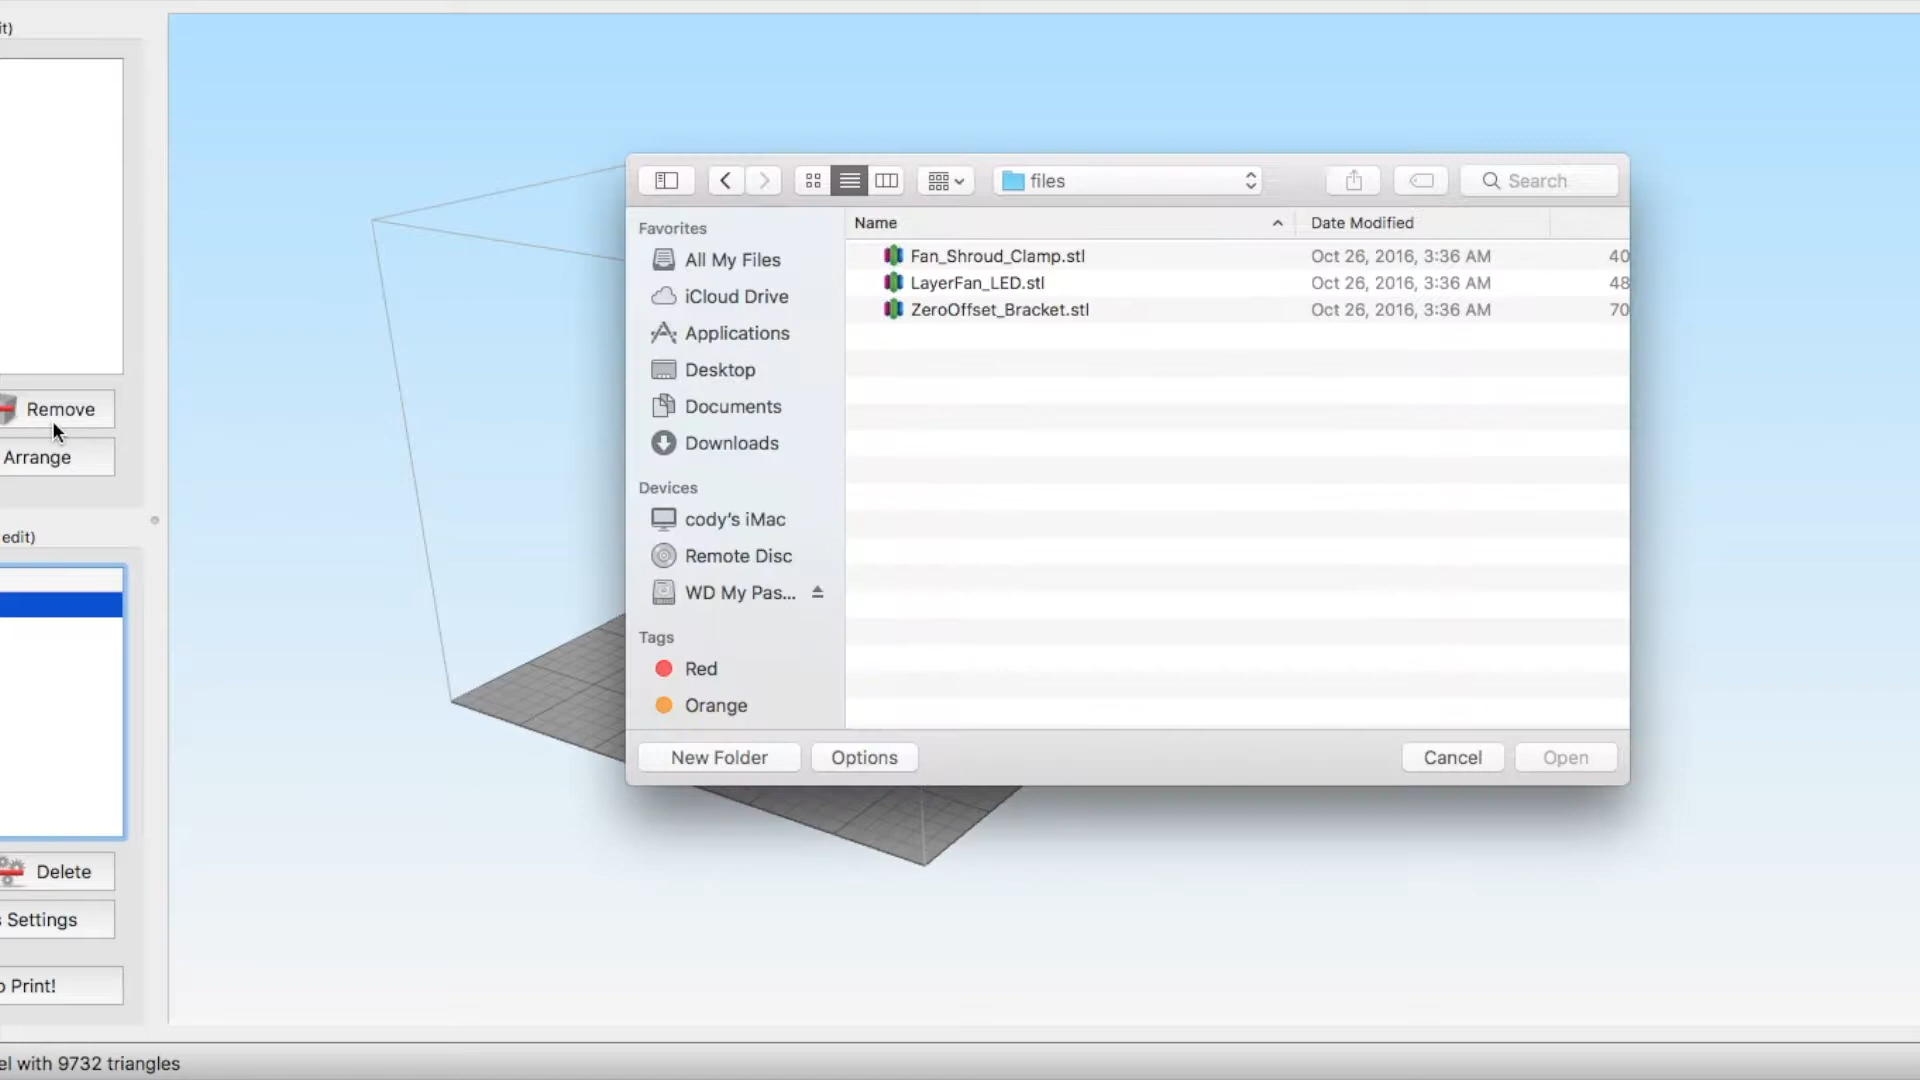 it)
Remove
Arrange
edit)
Delete
s Settings
o Print!
el with 9732 triangles
files
Search
Favorites
All My Files
iCloud Drive
Applications
Desktop
Documents
Downloads
Devices
cody's iMac
Remote Disc
WD My Pas...
Tags
Red
Orange
Name Date Modified
Fan_Shroud_Clamp.stl Oct 26, 2016, 3:36 AM 40
LayerFan_LED.stl Oct 26, 2016, 3:36 AM 48
ZeroOffset_Bracket.stl Oct 26, 2016, 3:36 AM 70
New Folder Options Cancel Open